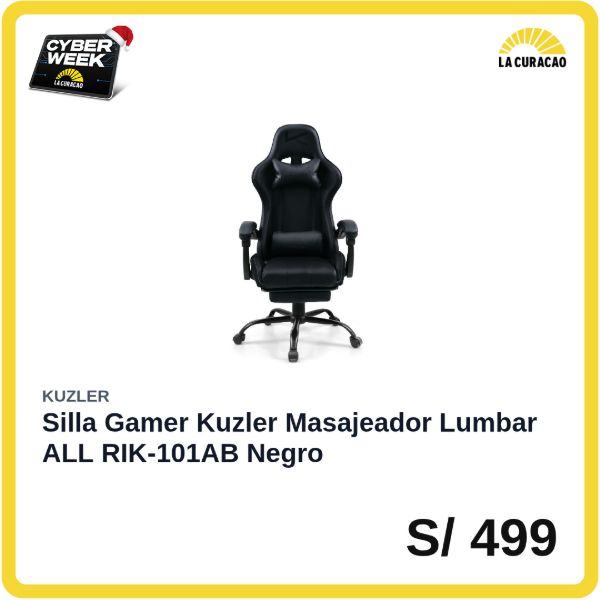 CYBER
WEEK
LA CURACAO
LA CURACAO
KUZLER
Silla Gamer Kuzler Masajeador Lumbar
ALL RIK-101AB Negro
S/ 499